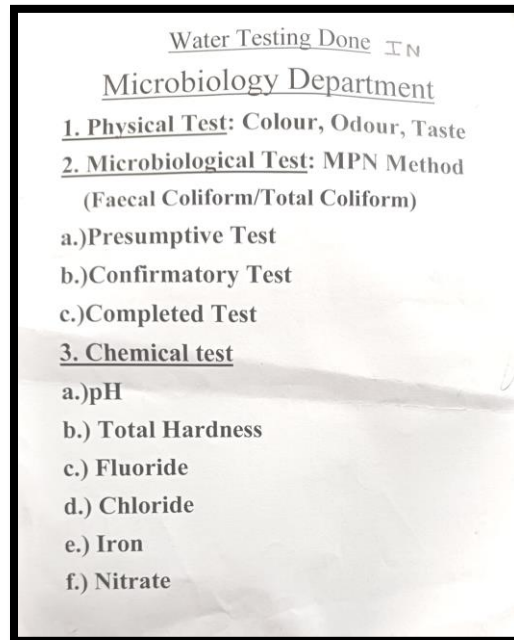 Water Testing Done IN
Microbiology Department
1. Physical Test: Colour, Odour, Taste
2. Microbiological Test: MPN Method
(Faecal Coliform/Total Coliform)
a.)Presumptive Test
b.)Confirmatory Test
c.)Completed Test
3. Chemical test
a.)pH
b.) Total Hardness
c.) Fluoride
d.) Chloride
e.) Iron
f.) Nitrate